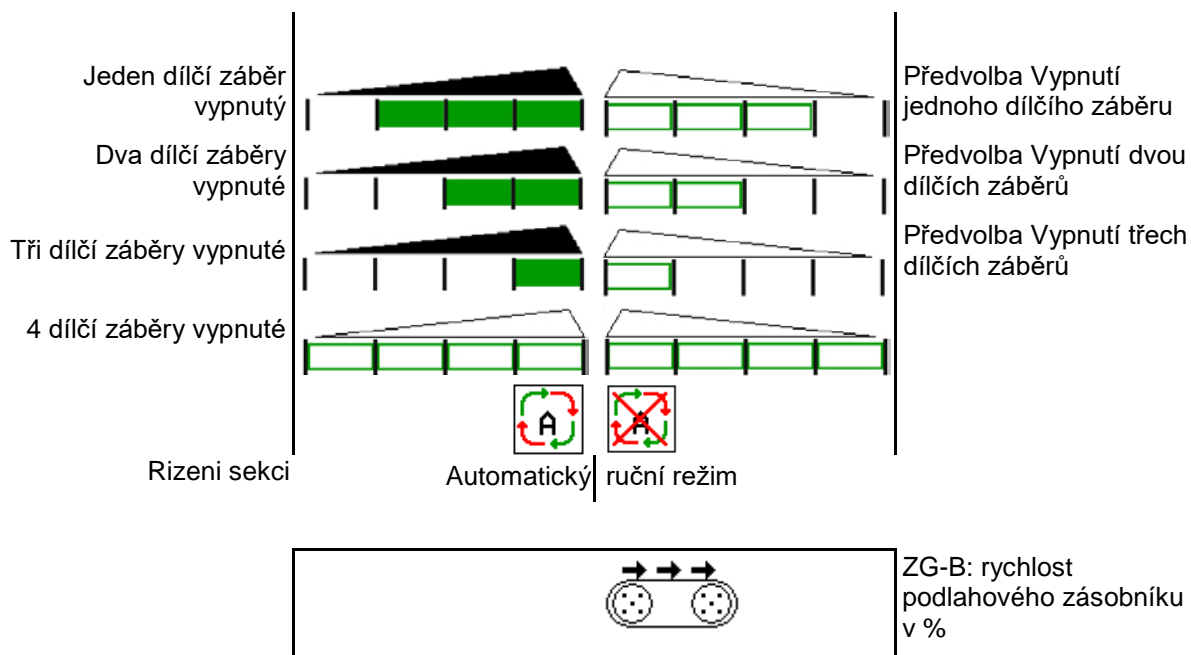 Jeden dílčí záběr
vypnutý
Předvolba Vypnutí
jednoho dílčího záběru
Dva dílčí záběry
vypnuté
Předvolba Vypnutí dvou
dílčích záběrů
Tři dílčí záběry vypnuté
Předvolba Vypnutí třech
dílčích záběrů
4 dílčí záběry vypnuté
A
A
Rizeni sekci
Automatický
ruční režim
ZG-B: rychlost
podlahového zásobníku
v %